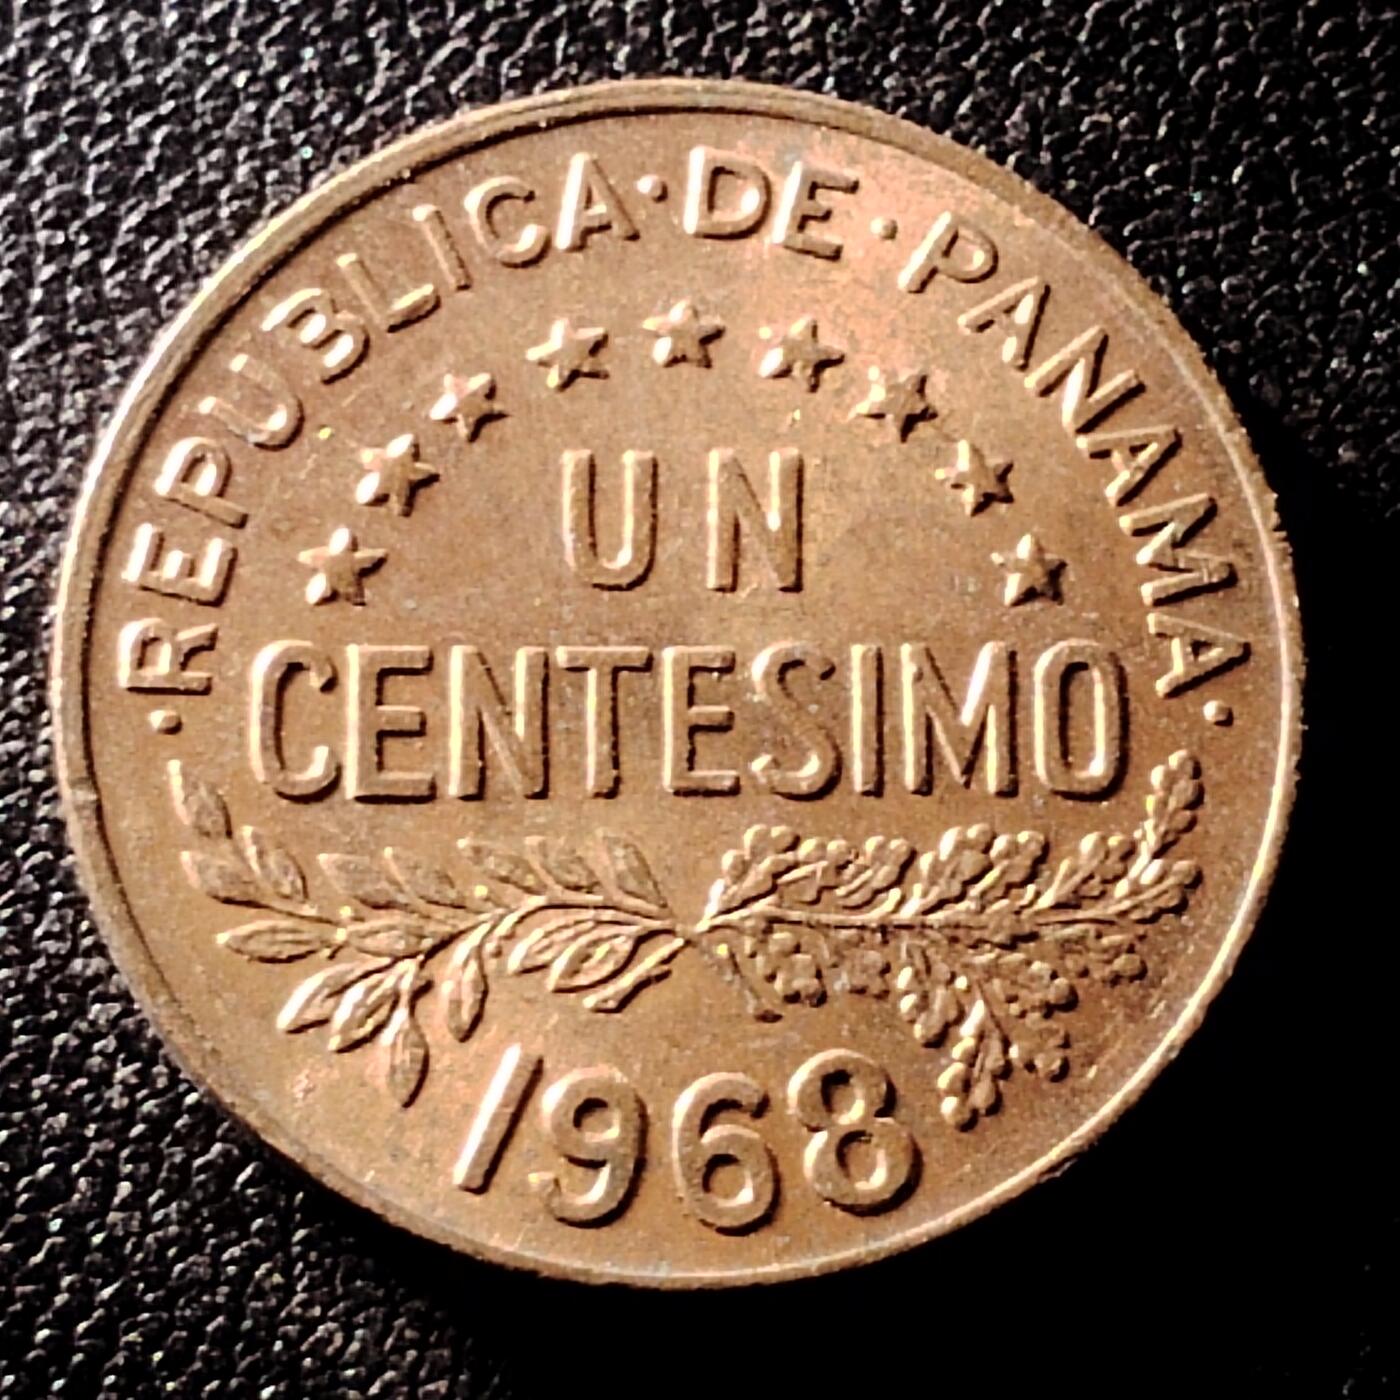 ·REPUBLICA·DE·PANAMA·
UN
CENTESIMO
1968